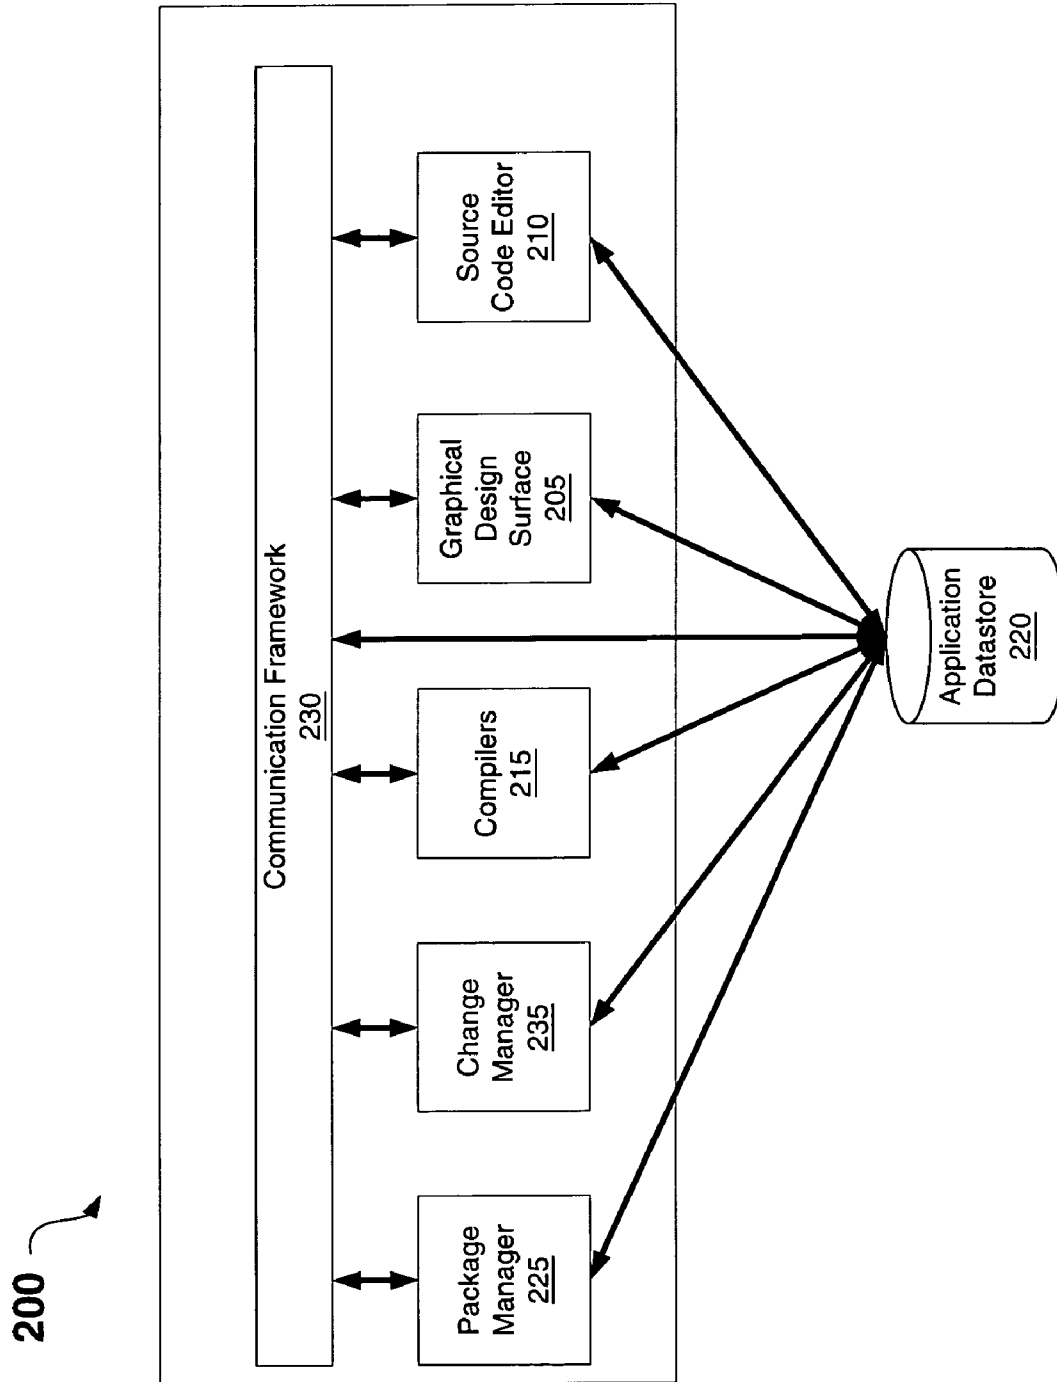 200
Communication Framework
230
Package
Manager
225
Change
Manager
235
Compilers
215
Graphical
Design
Surface
205
Source
Code Editor
210
Application
Datastore
220